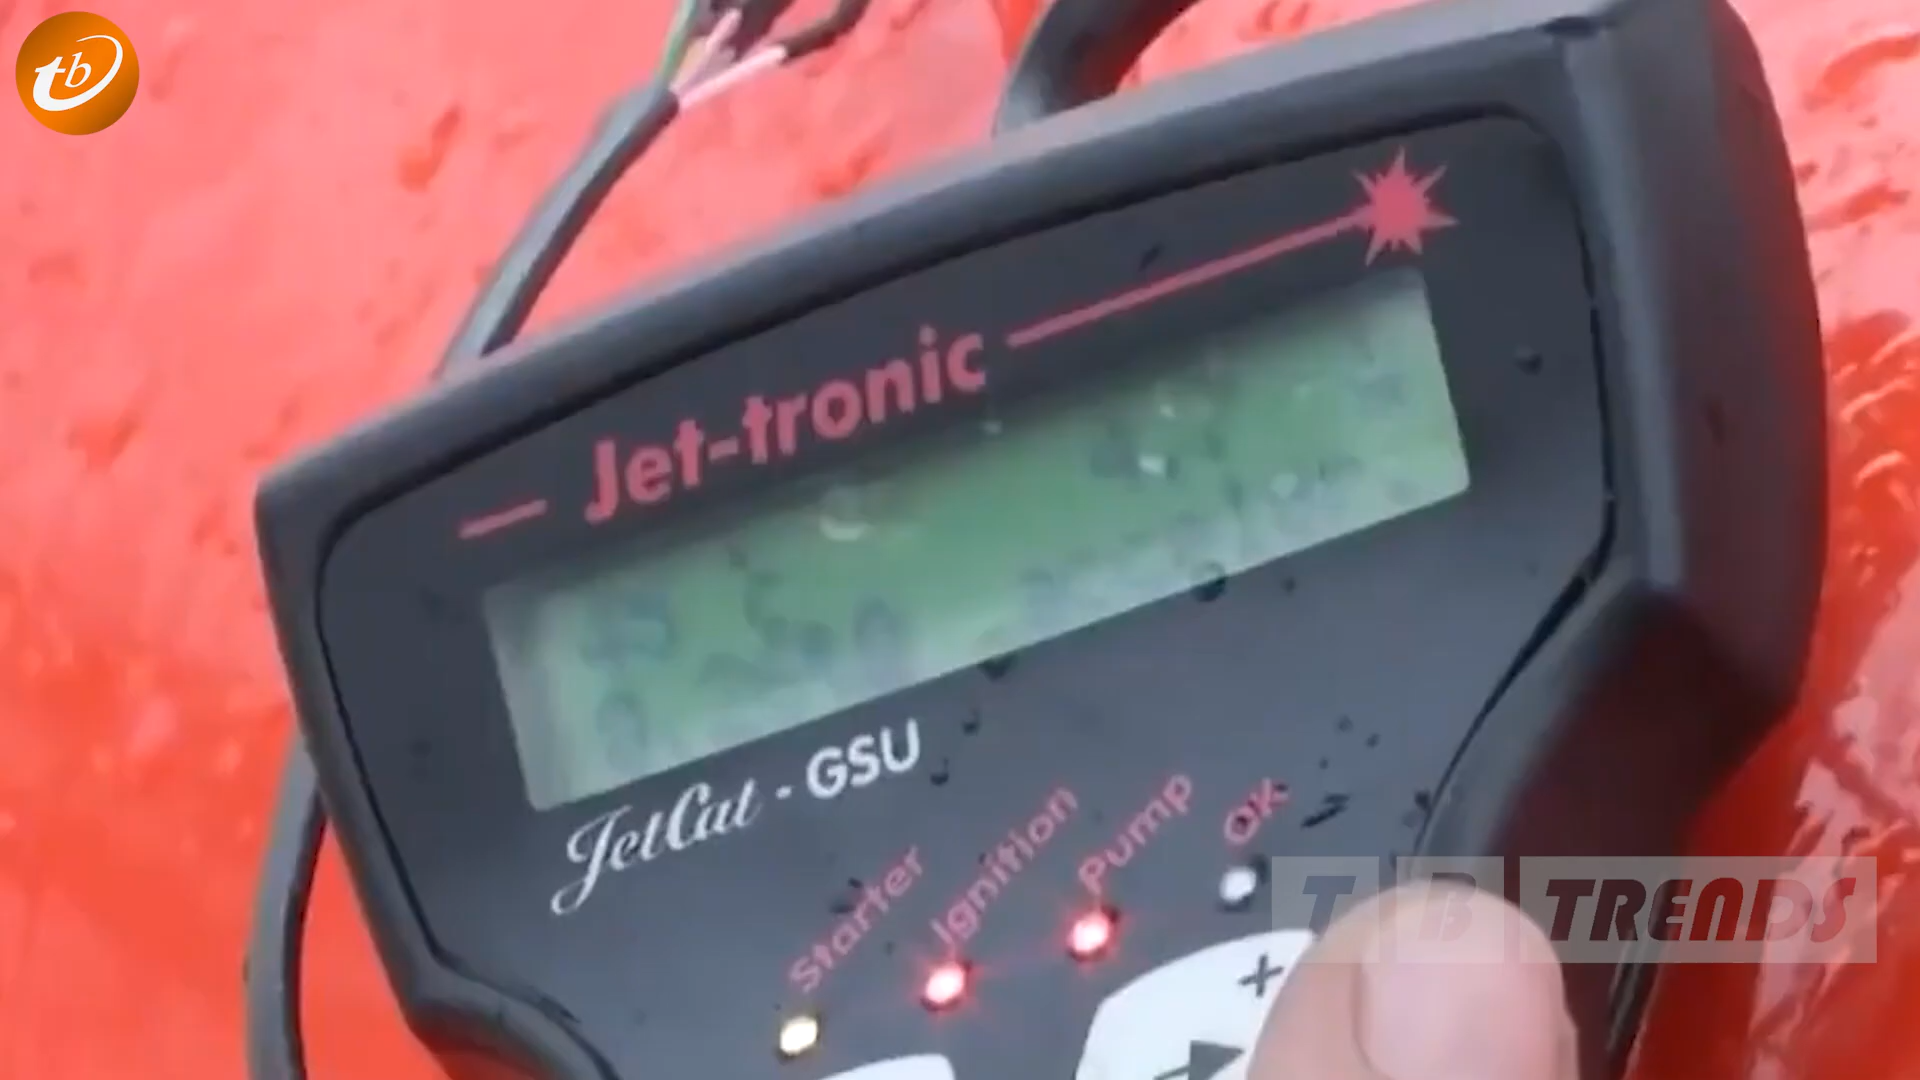 tb
Jet-tronic
JetCat - GSU
Starter
Ignition
Pump
OK
+
T B TRENDS